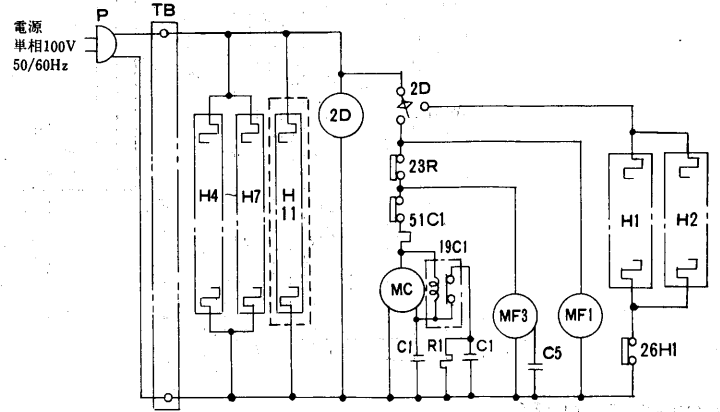 電源
単相100V
50/60Hz
P
TB
H4
H7
H
11
2D
2D
23R
51C1
19C1
MC
C1
R1
C1
MF3
C5
MF1
H1
H2
26H1